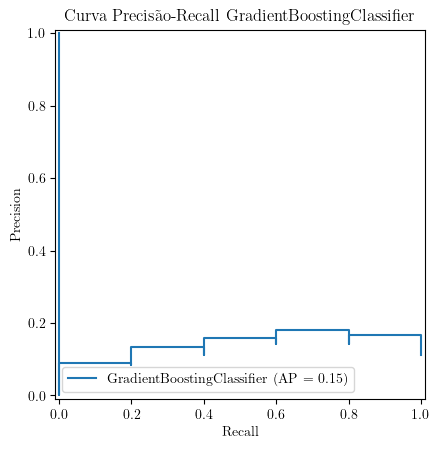 Curva Precisão-Recall GradientBoostingClassifier
1.0
0.8
0.6
0.4
0.2
0.0
Precision
GradientBoostingClassifier (AP = 0.15)
0.0 0.2 0.4 0.6 0.8 1.0
Recall